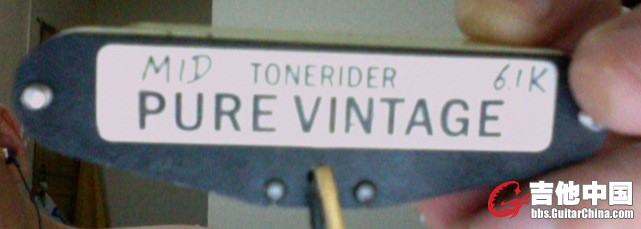 MID TONERIDER 6.1K
PURE VINTAGE
吉他中国
bbs.GuitarChina.com